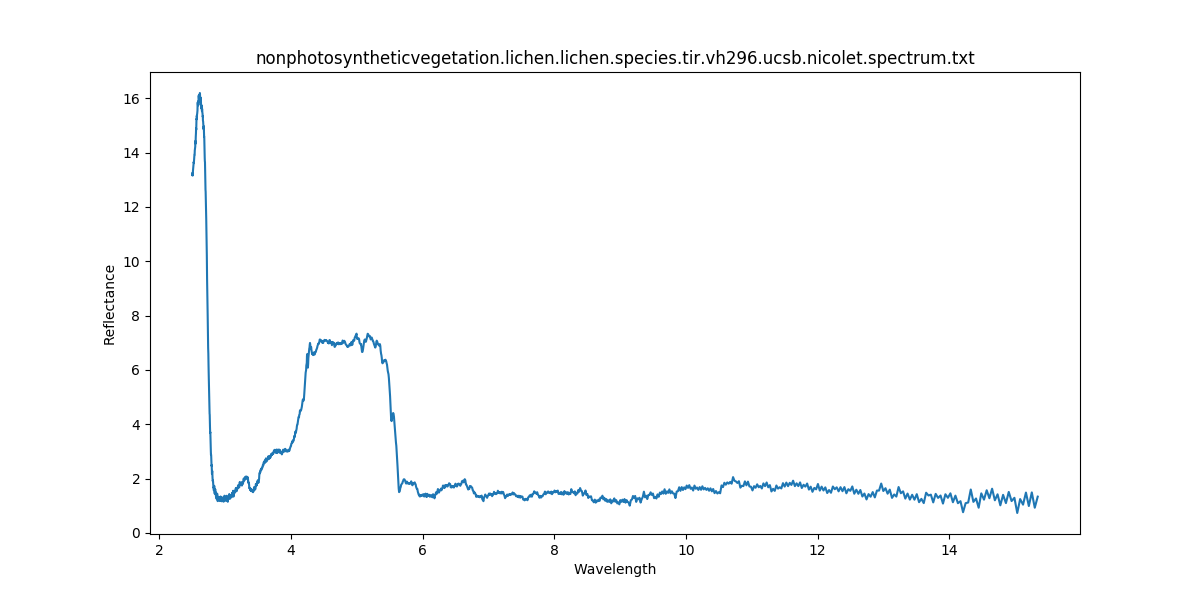 nonphotosyntheticvegetation.lichen.lichen.species.tir.vh296.ucsb.nicolet.spectrum.txt
16
14
12
10
8
6
4
2
0
Reflectance
2 4 6 8 10 12 14
Wavelength